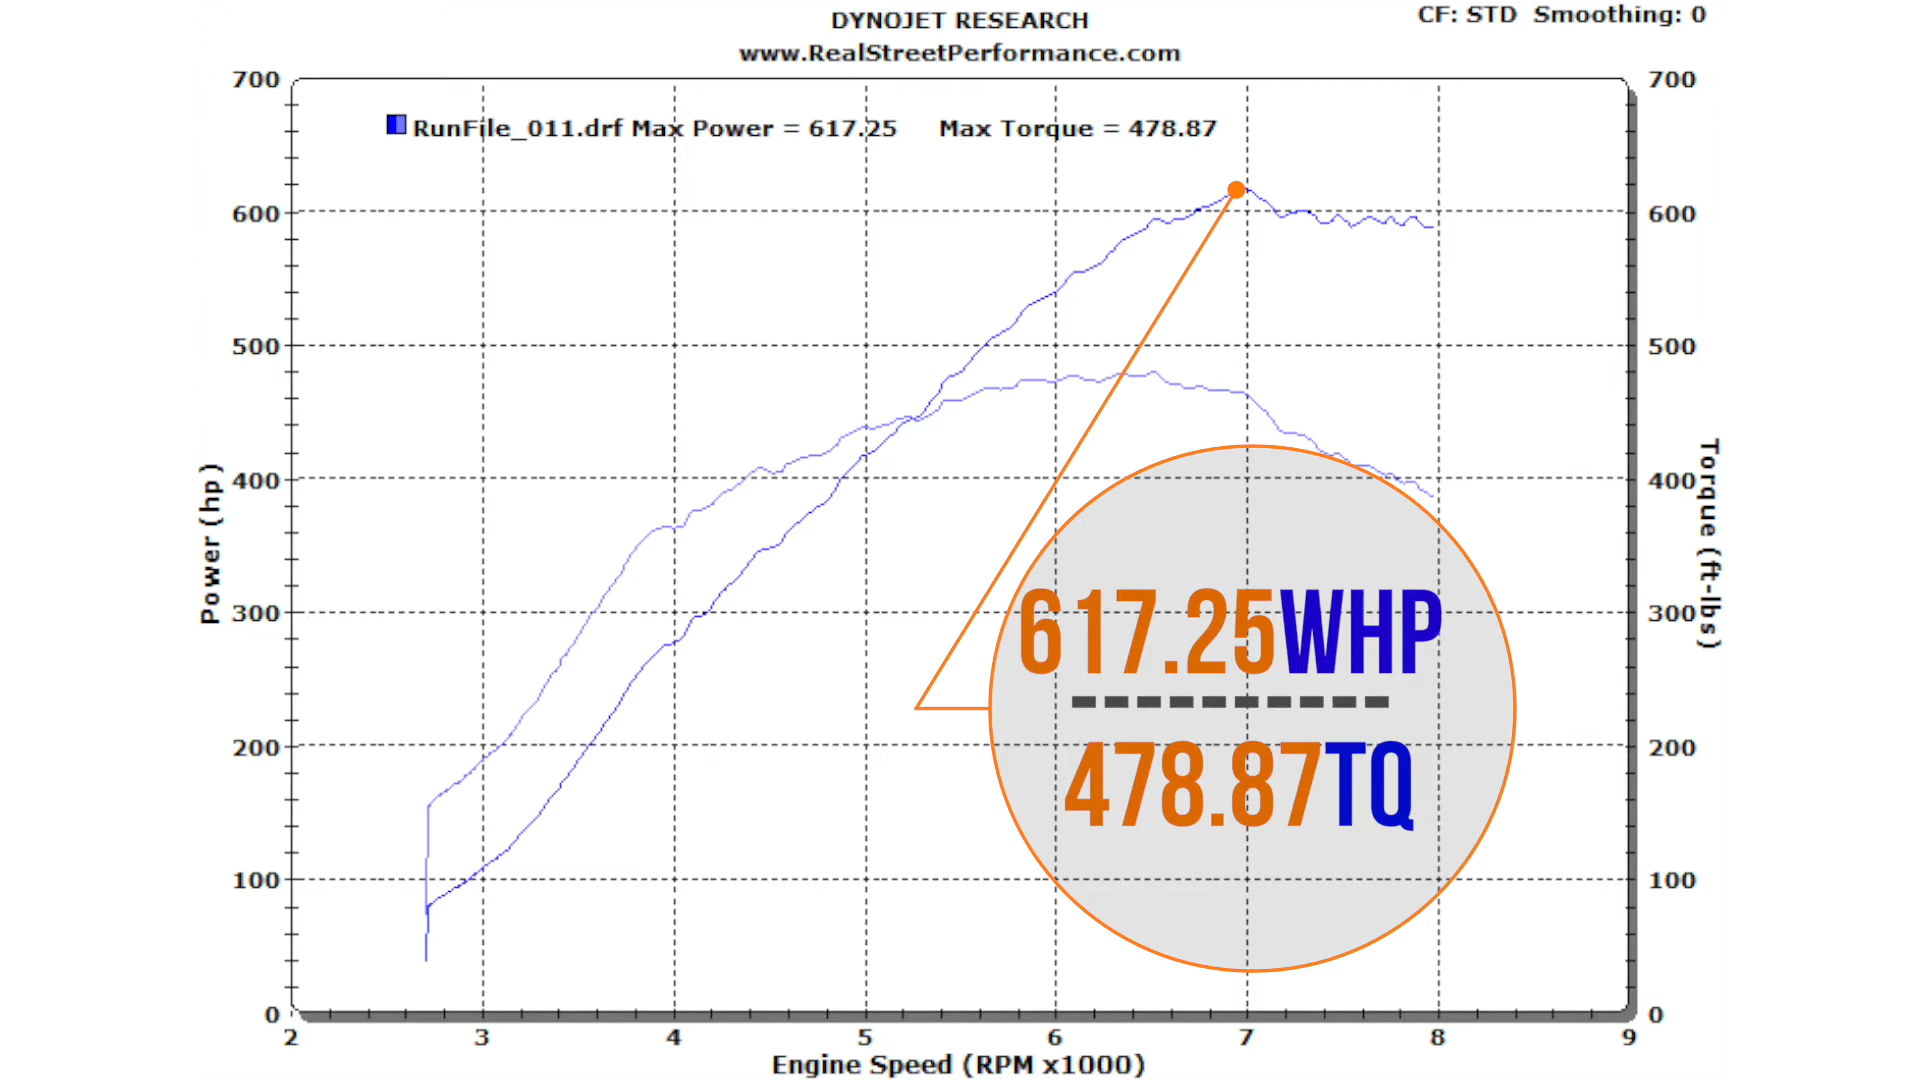 DYNOJET RESEARCH
CF: STD Smoothing: 0
www.RealStreetPerformance.com
RunFile_011.drf Max Power = 617.25 Max Torque = 478.87
700
600
500
400
300
200
100
0
Power (hp)
700
600
500
400
300
200
100
0
Torque (ft-lbs)
617.25WHP
478.87TQ
2 3 4 5 6 7 8 9
Engine Speed (RPM x1000)